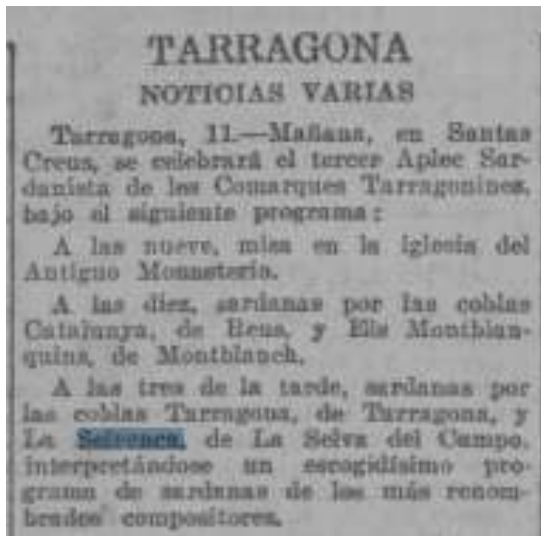 TARRAGONA
NOTICIAS VARIAS
Tarragona, 11.—Mañana, en Santas
Creus, se celebrará el tercer Aplec Sar-
danista de les Comarques Tarragonines,
bajo el siguiente programa:
A las nueve, misa en la iglesia del
Antiguo Monasterio.
A las diez, sardanas por las coblas
Catalunya, de Reus, y Els Montblan-
quins, de Montblanch.
A las tres de la tarde, sardanas por
las coblas Tarragona, de Tarragona, y
La Selvenca, de La Selva del Campo,
interpretándose un escogidísimo pro-
grama de sardanas de los más renom-
brados compositores.